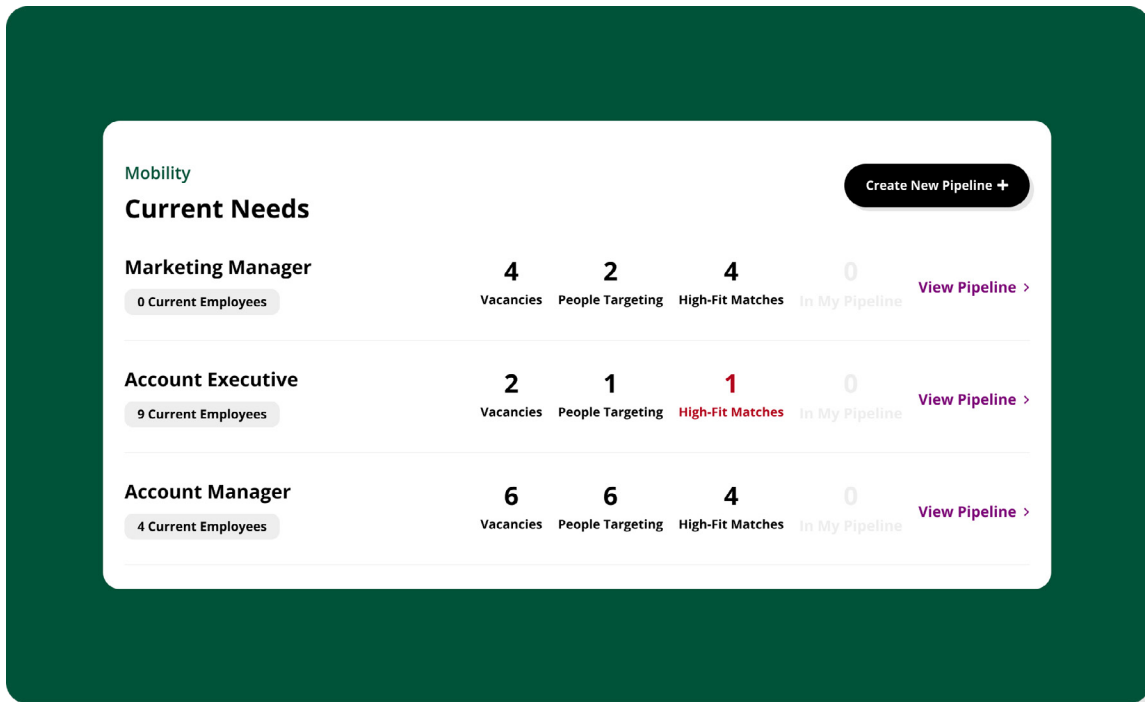 Mobility
Current Needs
Create New Pipeline +
Marketing Manager
0 Current Employees
4 2 4 0
Vacancies People Targeting High-Fit Matches In My Pipeline
View Pipeline >
Account Executive
9 Current Employees
2 1 1 0
Vacancies People Targeting High-Fit Matches In My Pipeline
View Pipeline >
Account Manager
4 Current Employees
6 6 4 0
Vacancies People Targeting High-Fit Matches In My Pipeline
View Pipeline >